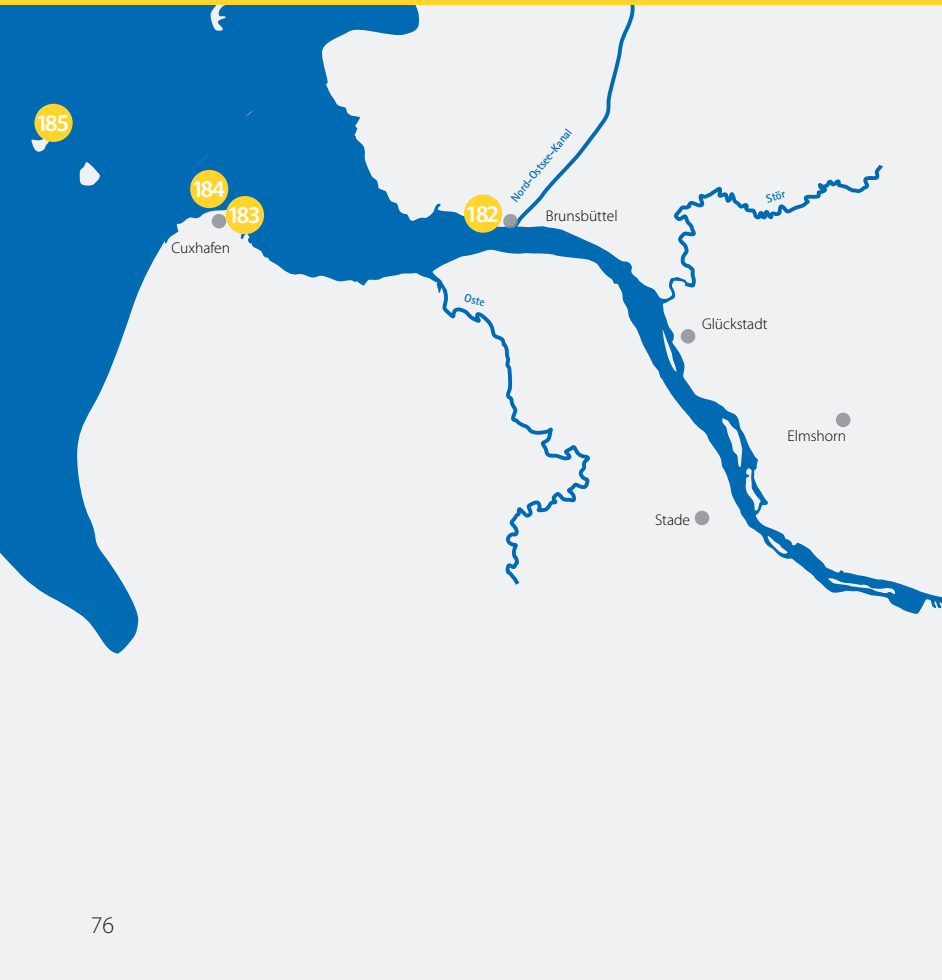 185
Nord-Ostsee-Kanal
184
Stör
183
182
Brunsbüttel
Cuxhafen
Oste
Glückstadt
Elmshorn
Stade
76